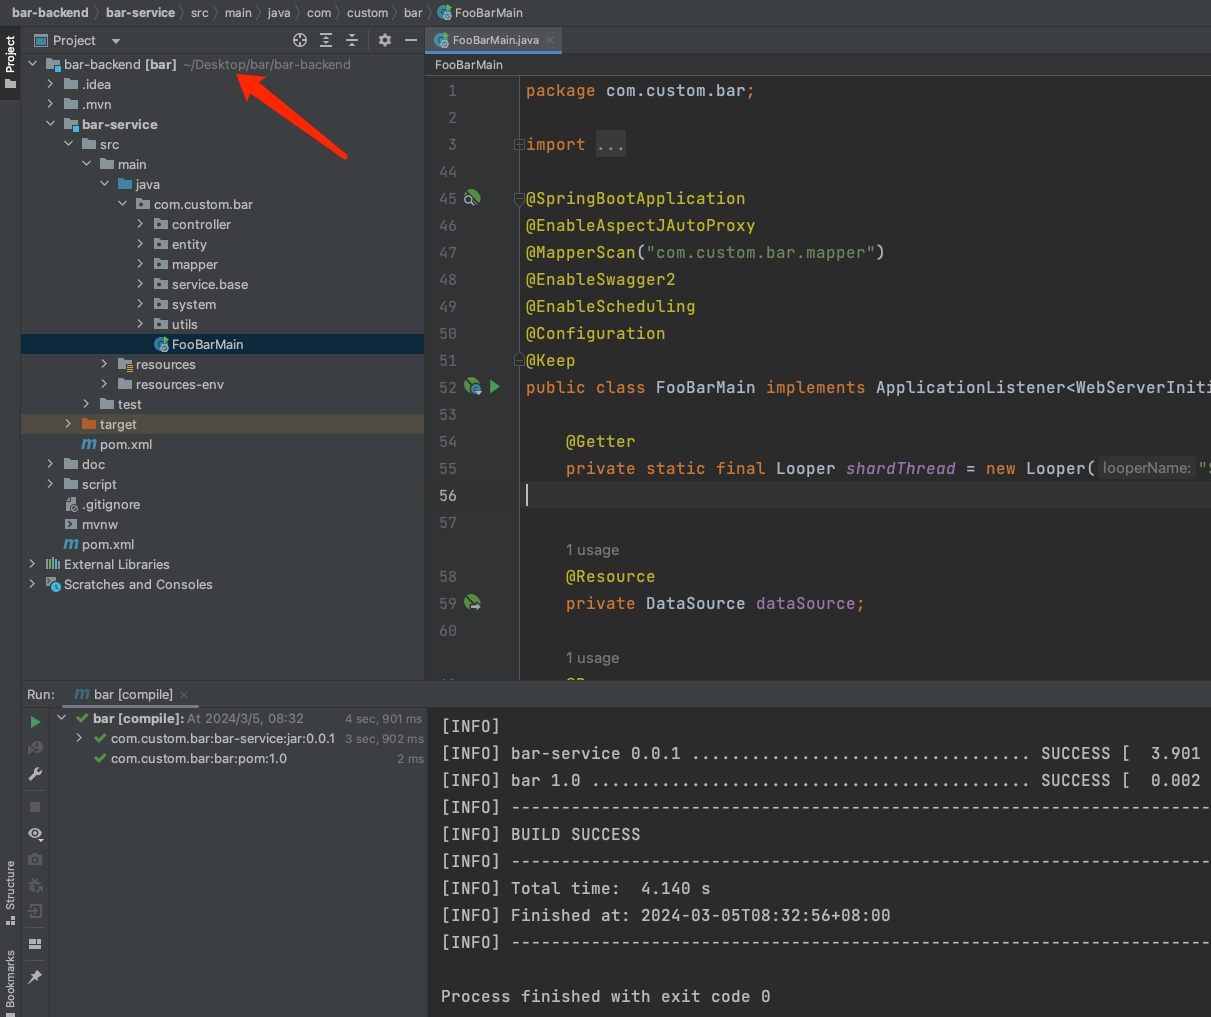 bar-backend bar-service src main java com custom bar FooBarMain
Project
Project
bar-backend [bar] ~/Desktop/bar/bar-backend
.idea
.mvn
bar-service
src
main
java
com.custom.bar
controller
entity
mapper
service.base
system
utils
FooBarMain
resources
resources-env
test
target
pom.xml
doc
script
.gitignore
mvnw
pom.xml
External Libraries
Scratches and Consoles
FooBarMain.java
FooBarMain
1 package com.custom.bar;
2
3 import ...
44
45 @SpringBootApplication
46 @EnableAspectJAutoProxy
47 @MapperScan("com.custom.bar.mapper")
48 @EnableSwagger2
49 @EnableScheduling
50 @Configuration
51 @Keep
52 public class FooBarMain implements ApplicationListener<WebServerIniti
53
54 @Getter
55 private static final Looper shardThread = new Looper( looperName: "
56
57
1 usage
58 @Resource
59 private DataSource dataSource;
60
1 usage
Run: bar [compile]
bar [compile]: At 2024/3/5, 08:32 4 sec, 901 ms
com.custom.bar:bar-service:jar:0.0.1 3 sec, 902 ms
com.custom.bar:bar:pom:1.0 2 ms
Structure
Bookmarks
[INFO]
[INFO] bar-service 0.0.1 .................................. SUCCESS [  3.901
[INFO] bar 1.0 ............................................ SUCCESS [  0.002
[INFO] ----------------------------------------------------------------------
[INFO] BUILD SUCCESS
[INFO] ----------------------------------------------------------------------
[INFO] Total time:  4.140 s
[INFO] Finished at: 2024-03-05T08:32:56+08:00
[INFO] ----------------------------------------------------------------------
Process finished with exit code 0